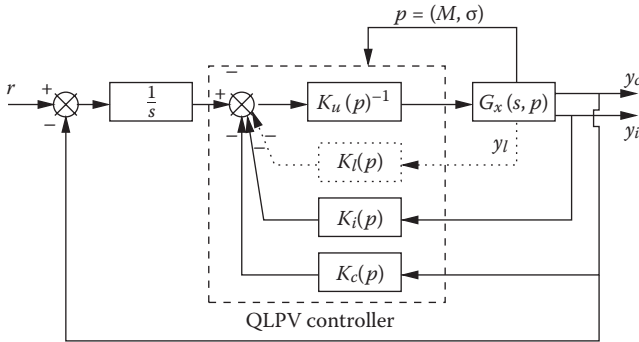 p = (M, σ)
r
+
−
1/s
−
+
−
−
−
K_u(p)^{-1}
G_x(s, p)
y_c
y_i
y_l
K_l(p)
K_i(p)
K_c(p)
QLPV controller